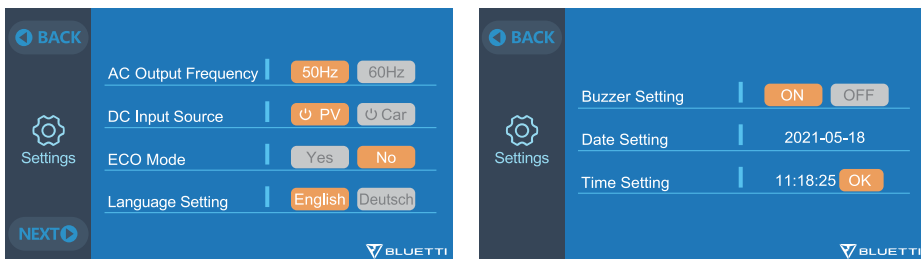 BACK
AC Output Frequency 50Hz 60Hz
DC Input Source PV Car
Settings
ECO Mode Yes No
Language Setting English Deutsch
NEXT
BLUETTI
BACK
Buzzer Setting ON OFF
Date Setting 2021-05-18
Settings
Time Setting 11:18:25 OK
BLUETTI